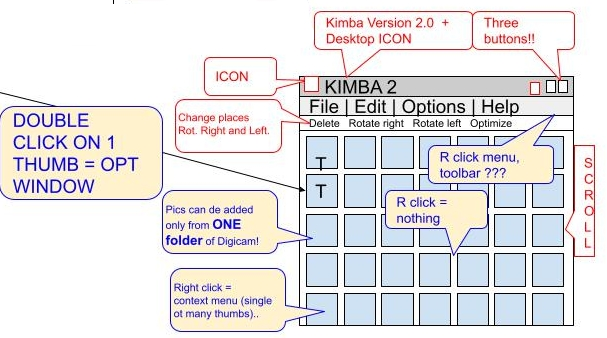 Kimba Version 2.0 +
Desktop ICON
Three
buttons!!
ICON
KIMBA 2
File | Edit | Options | Help
Delete Rotate right Rotate left Optimize
Change places
Rot. Right and Left.
DOUBLE
CLICK ON 1
THUMB = OPT
WINDOW
T
T
R click menu,
toolbar ???
R click =
nothing
S
C
R
O
L
L
Pics can de added
only from ONE
folder of Digicam!
Right click =
context menu (single
ot many thumbs)..